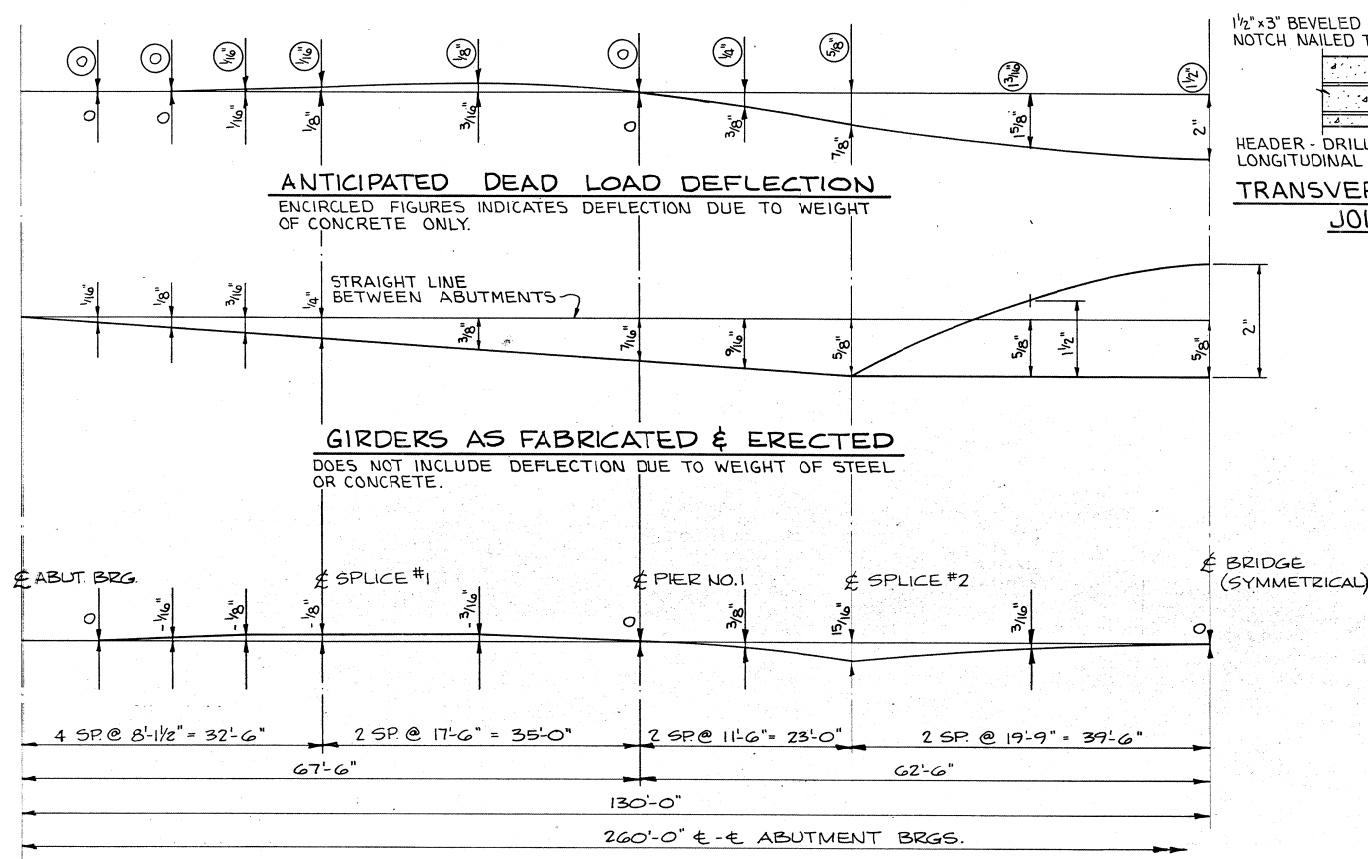 1½"x3" BEVELED
NOTCH NAILED T
0 0 1/16" 1/16" 1/8" 0 1/4" 5/8" 13/16" 1½"
0 0 1/16" 1/8" 3/16" 0 3/8" 7/8" 1 5/8" 2"
HEADER - DRILL
LONGITUDINAL
TRANSVER
JOI
ANTICIPATED DEAD LOAD DEFLECTION
ENCIRCLED FIGURES INDICATES DEFLECTION DUE TO WEIGHT
OF CONCRETE ONLY.
STRAIGHT LINE
BETWEEN ABUTMENTS
1/16" 1/8" 3/16" 1/4" 3/8" 7/16" 9/16" 5/8" 5/8" 1½" 5/8" 2"
GIRDERS AS FABRICATED & ERECTED
DOES NOT INCLUDE DEFLECTION DUE TO WEIGHT OF STEEL
OR CONCRETE.
℄ ABUT. BRG. ℄ SPLICE #1 ℄ PIER NO.1 ℄ SPLICE #2 ℄ BRIDGE
(SYMMETRICAL)
0 -1/16" -1/8" -1/8" -3/16" 0 3/8" 15/16" 3/16" 0
4 SP. @ 8'-1½" = 32'-6" 2 SP. @ 17'-6" = 35'-0" 2 SP. @ 11'-6" = 23'-0" 2 SP. @ 19'-9" = 39'-6"
67'-6" 62'-6"
130'-0"
260'-0" ℄-℄ ABUTMENT BRGS.